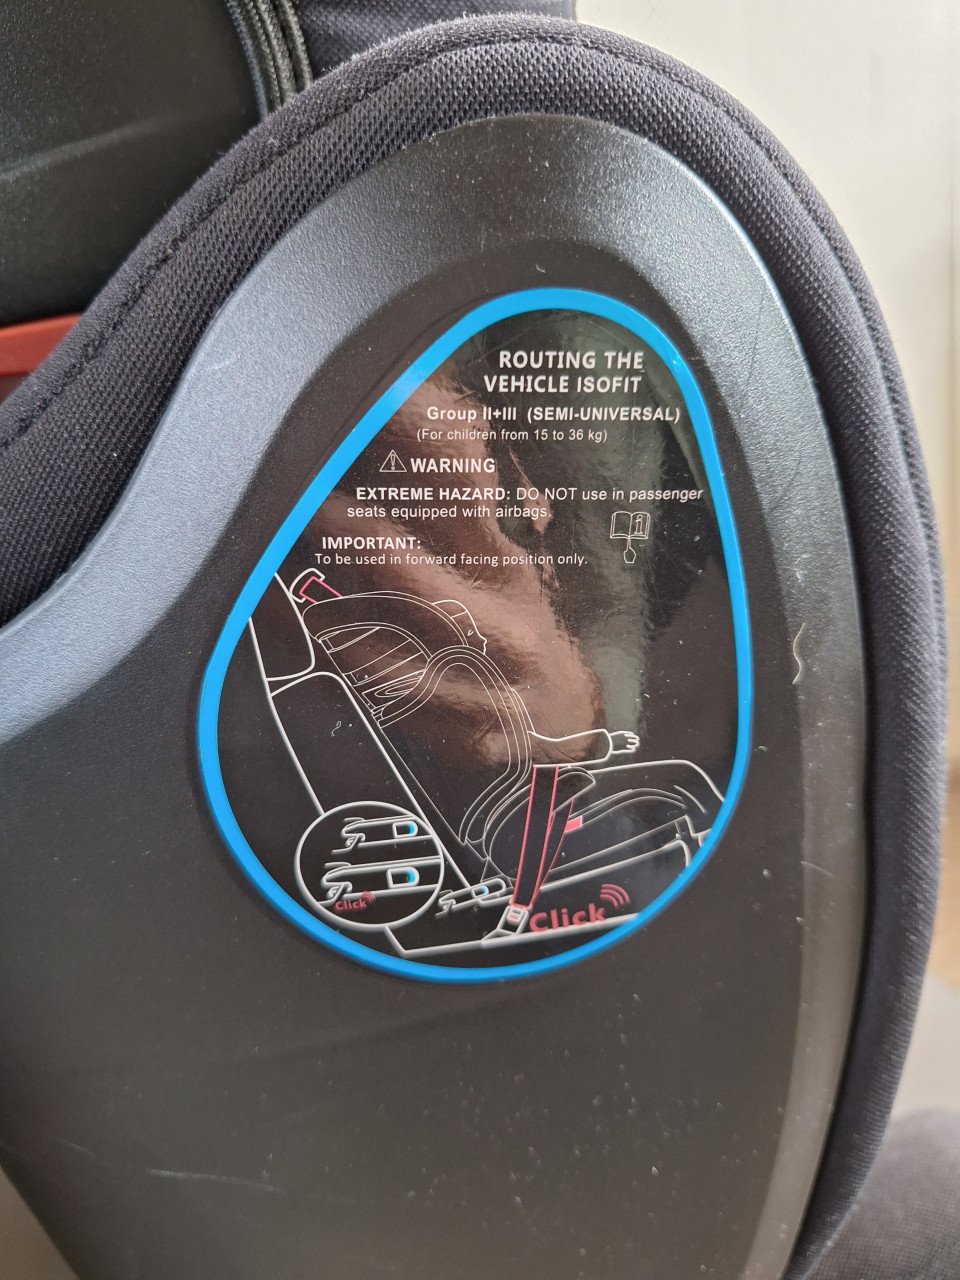 ROUTING THE
VEHICLE ISOFIT
Group II+III (SEMI-UNIVERSAL)
(For children from 15 to 36 kg)
WARNING
EXTREME HAZARD: DO NOT use in passenger
seats equipped with airbags.
IMPORTANT:
To be used in forward facing position only.
Click
Click